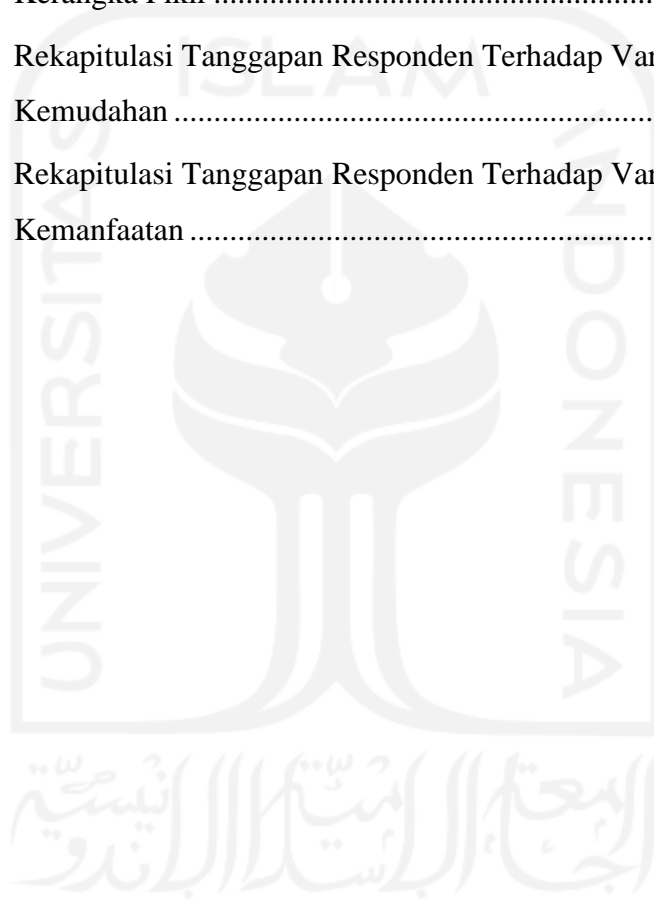 Kerangka Pikir ........................................................
Rekapitulasi Tanggapan Responden Terhadap Var
Kemudahan .............................................................
Rekapitulasi Tanggapan Responden Terhadap Var
Kemanfaatan ...........................................................
UNIVERSITAS
ISLAM
INDONESIA